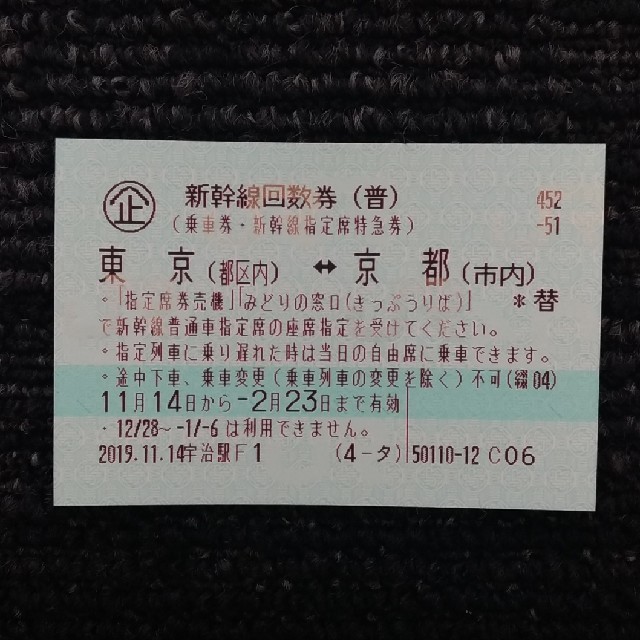 企 新幹線回数券(普) 452
(乗車券・新幹線指定席特急券) -51
東 京(都区内) ↔ 京 都(市内)
・「指定席券売機」「みどりの窓口(きっぷうりば)」 *替
で新幹線普通車指定席の座席指定を受けてください。
・指定列車に乗り遅れた時は当日の自由席に乗車できます。
・途中下車、乗車変更(乗車列車の変更を除く)不可(綴04)
11月14日から-2月23日まで有効
・12/28~-1/-6は利用できません。
2019.11.14宇治駅F1 (4-タ)50110-12 C06